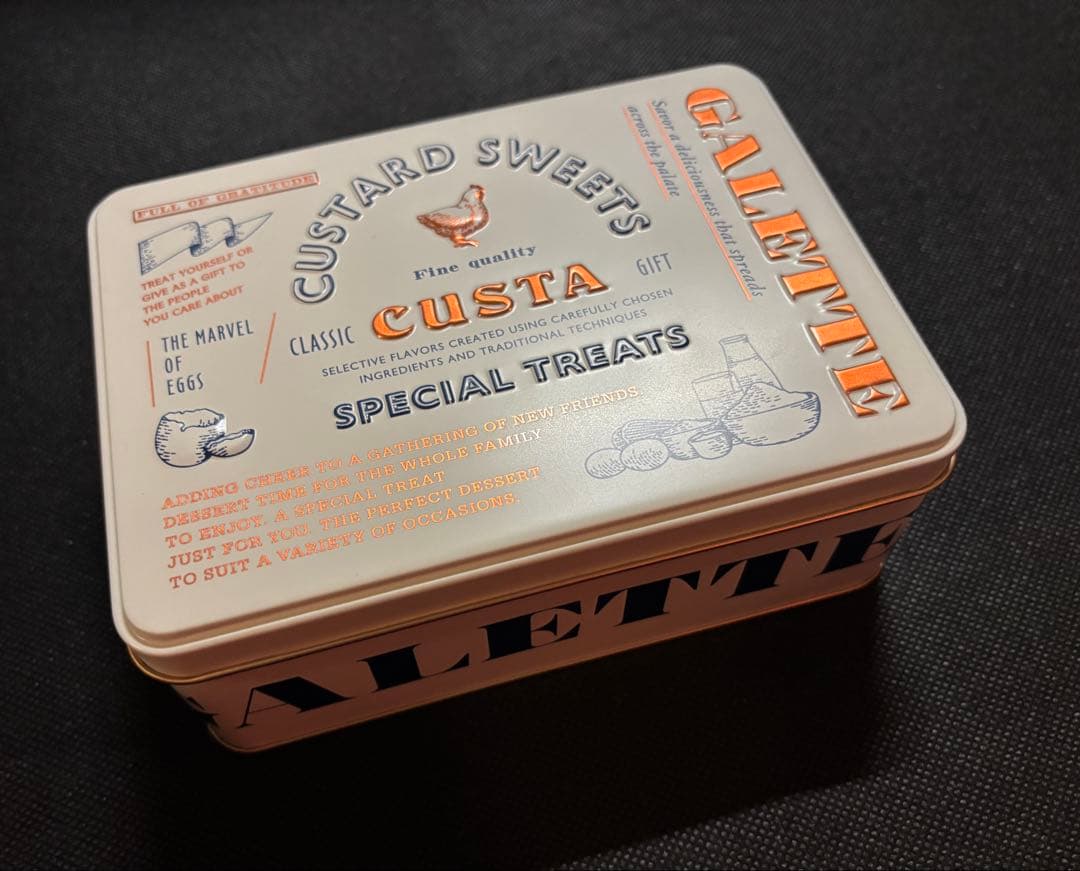 FULL OF GRATITUDE
TREAT YOURSELF OR
GIVE AS A GIFT TO
THE PEOPLE
YOU CARE ABOUT
THE MARVEL
OF
EGGS
CUSTARD SWEETS
Fine quality
CLASSIC CUSTA GIFT
SELECTIVE FLAVORS CREATED USING CAREFULLY CHOSEN
INGREDIENTS AND TRADITIONAL TECHNIQUES
SPECIAL TREATS
ADDING CHEER TO A GATHERING OF NEW FRIENDS.
DESSERT TIME FOR THE WHOLE FAMILY
TO ENJOY. A SPECIAL TREAT
JUST FOR YOU. THE PERFECT DESSERT
TO SUIT A VARIETY OF OCCASIONS.
GALETTE
Savor a deliciousness that spreads
across the palate
GALETTE